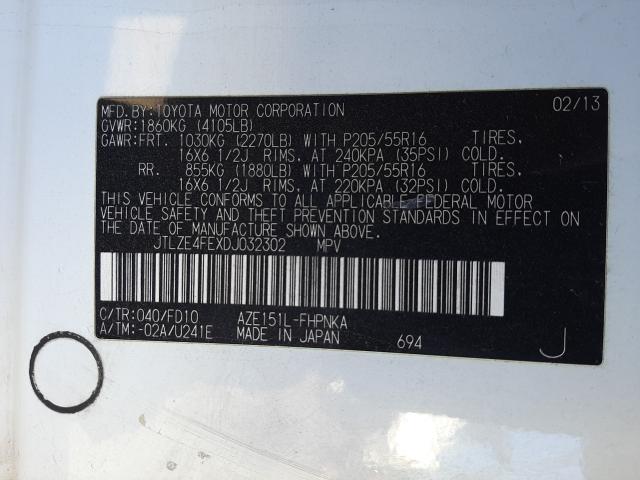 MFD.BY:TOYOTA MOTOR CORPORATION 02/13
GVWR:1860KG (4105LB)
GAWR:FRT. 1030KG (2270LB) WITH P205/55R16 TIRES,
16X6 1/2J RIMS, AT 240KPA (35PSI) COLD.
RR. 855KG (1880LB) WITH P205/55R16 TIRES,
16X6 1/2J RIMS, AT 220KPA (32PSI) COLD.
THIS VEHICLE CONFORMS TO ALL APPLICABLE FEDERAL MOTOR
VEHICLE SAFETY AND THEFT PREVENTION STANDARDS IN EFFECT ON
THE DATE OF MANUFACTURE SHOWN ABOVE.
JTLZE4FEXDJ032302 MPV
C/TR:040/FD10 AZE151L-FHPNKA
A/TM:-02A/U241E MADE IN JAPAN 694 J